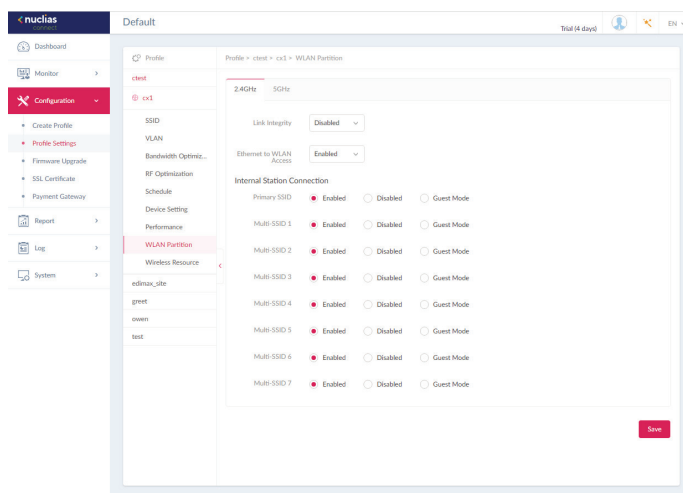 nuclias
connect
Default
Trial (4 days)
EN
Dashboard
Monitor
Configuration
Create Profile
Profile Settings
Firmware Upgrade
SSL Certificate
Payment Gateway
Report
Log
System
Profile
ctest
cx1
SSID
VLAN
Bandwidth Optimiz...
RF Optimization
Schedule
Device Setting
Performance
WLAN Partition
Wireless Resource
edimax_site
greet
owen
test
Profile > ctest > cx1 > WLAN Partition
2.4GHz 5GHz
Link Integrity Disabled
Ethernet to WLAN
Access Enabled
Internal Station Connection
Primary SSID Enabled Disabled Guest Mode
Multi-SSID 1 Enabled Disabled Guest Mode
Multi-SSID 2 Enabled Disabled Guest Mode
Multi-SSID 3 Enabled Disabled Guest Mode
Multi-SSID 4 Enabled Disabled Guest Mode
Multi-SSID 5 Enabled Disabled Guest Mode
Multi-SSID 6 Enabled Disabled Guest Mode
Multi-SSID 7 Enabled Disabled Guest Mode
Save